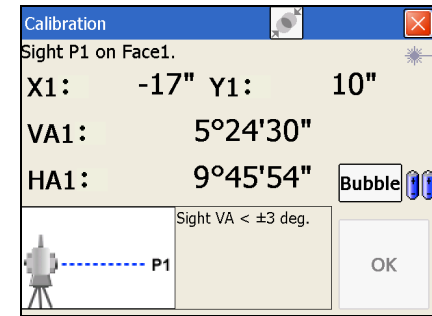 Calibration
Sight P1 on Face1.
X1: -17" Y1: 10"
VA1: 5°24'30"
HA1: 9°45'54"
Bubble
Sight VA < ±3 deg.
P1
OK